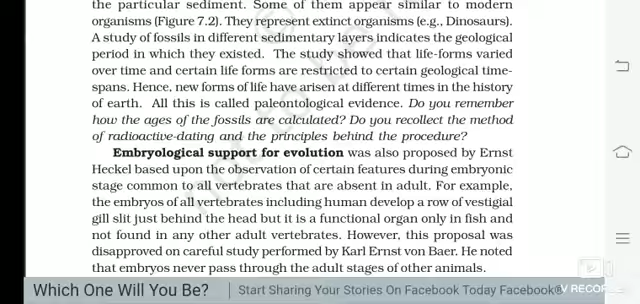 the particular sediment. Some of them appear similar to modern
organisms (Figure 7.2). They represent extinct organisms (e.g., Dinosaurs).
A study of fossils in different sedimentary layers indicates the geological
period in which they existed. The study showed that life-forms varied
over time and certain life forms are restricted to certain geological time-
spans. Hence, new forms of life have arisen at different times in the history
of earth. All this is called paleontological evidence. Do you remember
how the ages of the fossils are calculated? Do you recollect the method
of radioactive-dating and the principles behind the procedure?
Embryological support for evolution was also proposed by Ernst
Heckel based upon the observation of certain features during embryonic
stage common to all vertebrates that are absent in adult. For example,
the embryos of all vertebrates including human develop a row of vestigial
gill slit just behind the head but it is a functional organ only in fish and
not found in any other adult vertebrates. However, this proposal was
disapproved on careful study performed by Karl Ernst von Baer. He noted
that embryos never pass through the adult stages of other animals.
Which One Will You Be? Start Sharing Your Stories On Facebook Today Facebook®